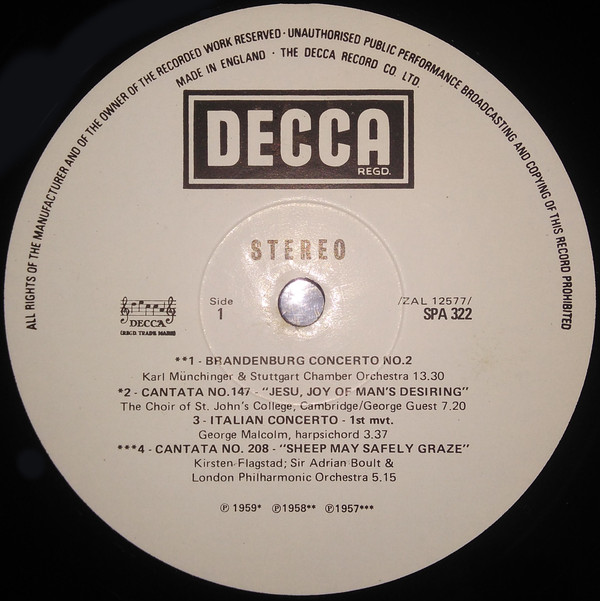 ALL RIGHTS OF THE MANUFACTURER AND OF THE OWNER OF THE RECORDED WORK RESERVED · UNAUTHORISED PUBLIC PERFORMANCE BROADCASTING AND COPYING OF THIS RECORD PROHIBITED
MADE IN ENGLAND · THE DECCA RECORD CO. LTD.
DECCA
REGD.
STEREO
DECCA
(REGD. TRADE MARK)
Side
1
/ZAL 12577/
SPA 322
**1 - BRANDENBURG CONCERTO NO.2
Karl Münchinger & Stuttgart Chamber Orchestra 13.30
*2 - CANTATA NO.147 - "JESU, JOY OF MAN'S DESIRING"
The Choir of St. John's College, Cambridge/George Guest 7.20
3 - ITALIAN CONCERTO - 1st mvt.
George Malcolm, harpsichord 3.37
***4 - CANTATA NO. 208 - "SHEEP MAY SAFELY GRAZE"
Kirsten Flagstad; Sir Adrian Boult &
London Philharmonic Orchestra 5.15
℗ 1959* ℗ 1958** ℗ 1957***